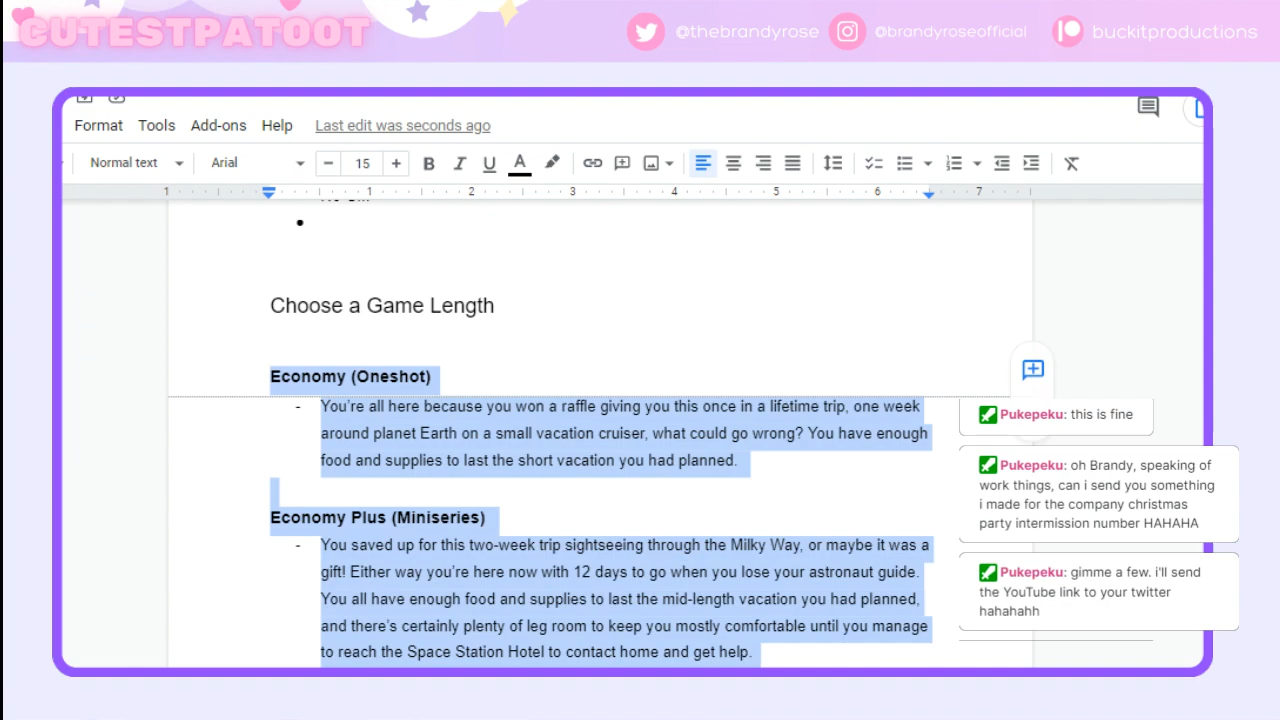 CUTESTPATOOT
@thebrandyrose
@brandyroseofficial
buckitproductions
Format Tools Add-ons Help Last edit was seconds ago
Normal text Arial − 15 + B I U A
1 1 2 3 4 5 6 7
Choose a Game Length
Economy (Oneshot)
- You're all here because you won a raffle giving you this once in a lifetime trip, one week
around planet Earth on a small vacation cruiser, what could go wrong? You have enough
food and supplies to last the short vacation you had planned.
Economy Plus (Miniseries)
- You saved up for this two-week trip sightseeing through the Milky Way, or maybe it was a
gift! Either way you're here now with 12 days to go when you lose your astronaut guide.
You all have enough food and supplies to last the mid-length vacation you had planned,
and there's certainly plenty of leg room to keep you mostly comfortable until you manage
to reach the Space Station Hotel to contact home and get help.
Pukepeku: this is fine
Pukepeku: oh Brandy, speaking of
work things, can i send you something
i made for the company christmas
party intermission number HAHAHA
Pukepeku: gimme a few. i'll send
the YouTube link to your twitter
hahahahh